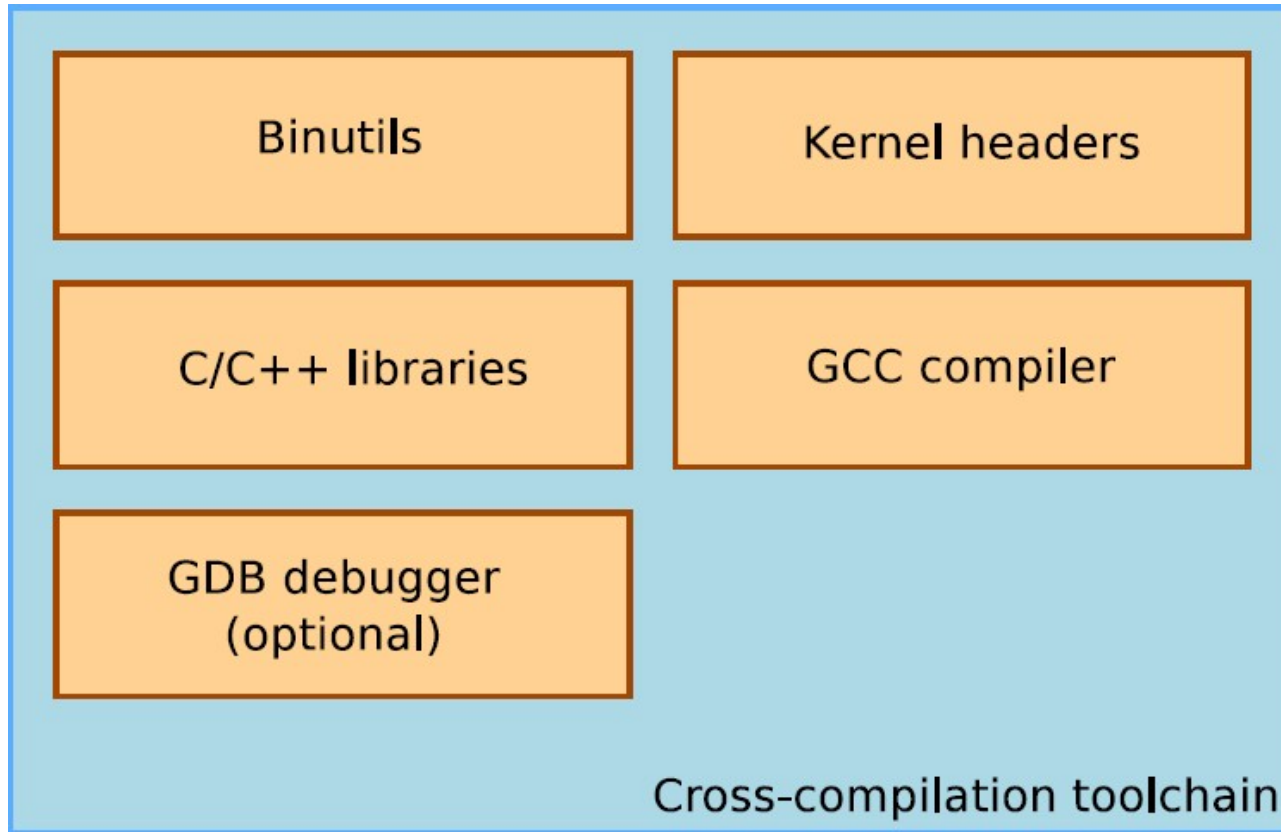 Binutils
Kernel headers
C/C++ libraries
GCC compiler
GDB debugger
(optional)
Cross-compilation toolchain